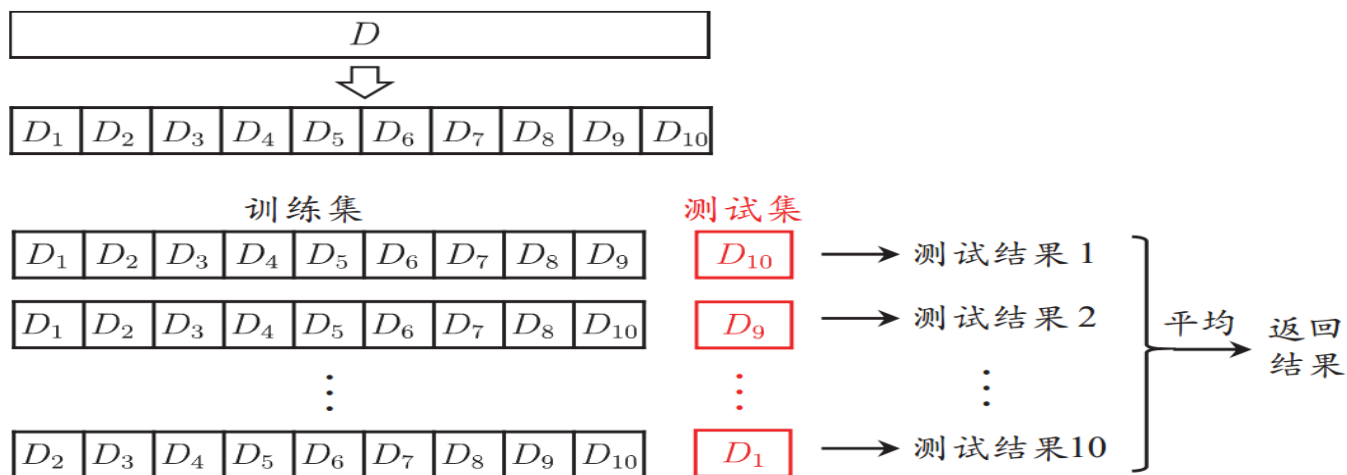 D
D₁ D₂ D₃ D₄ D₅ D₆ D₇ D₈ D₉ D₁₀
训练集 测试集
D₁ D₂ D₃ D₄ D₅ D₆ D₇ D₈ D₉ D₁₀ 测试结果1
D₁ D₂ D₃ D₄ D₅ D₆ D₇ D₈ D₁₀ D₉ 测试结果2
平均 返回
结果
⋮ ⋮ ⋮
D₂ D₃ D₄ D₅ D₆ D₇ D₈ D₉ D₁₀ D₁ 测试结果10